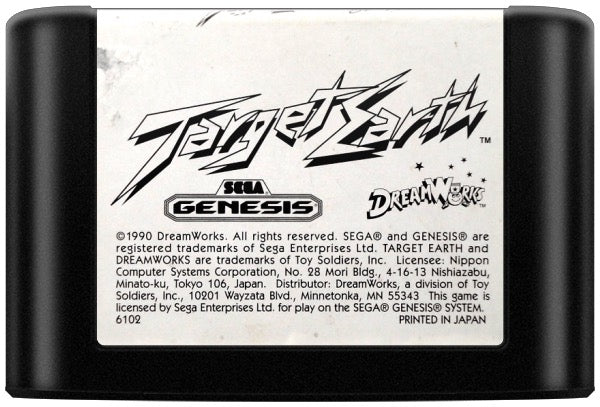 Target Earth™
SEGA
GENESIS
DREAMWORKS™
©1990 DreamWorks. All rights reserved. SEGA® and GENESIS® are
registered trademarks of Sega Enterprises Ltd. TARGET EARTH and
DREAMWORKS are trademarks of Toy Soldiers, Inc. Licensee: Nippon
Computer Systems Corporation, No. 28 Mori Bldg., 4-16-13 Nishiazabu,
Minato-ku, Tokyo 106, Japan. Distributor: DreamWorks, a division of Toy
Soldiers, Inc., 10201 Wayzata Blvd., Minnetonka, MN 55343 This game is
licensed by Sega Enterprises Ltd. for play on the SEGA® GENESIS® SYSTEM.
6102 PRINTED IN JAPAN